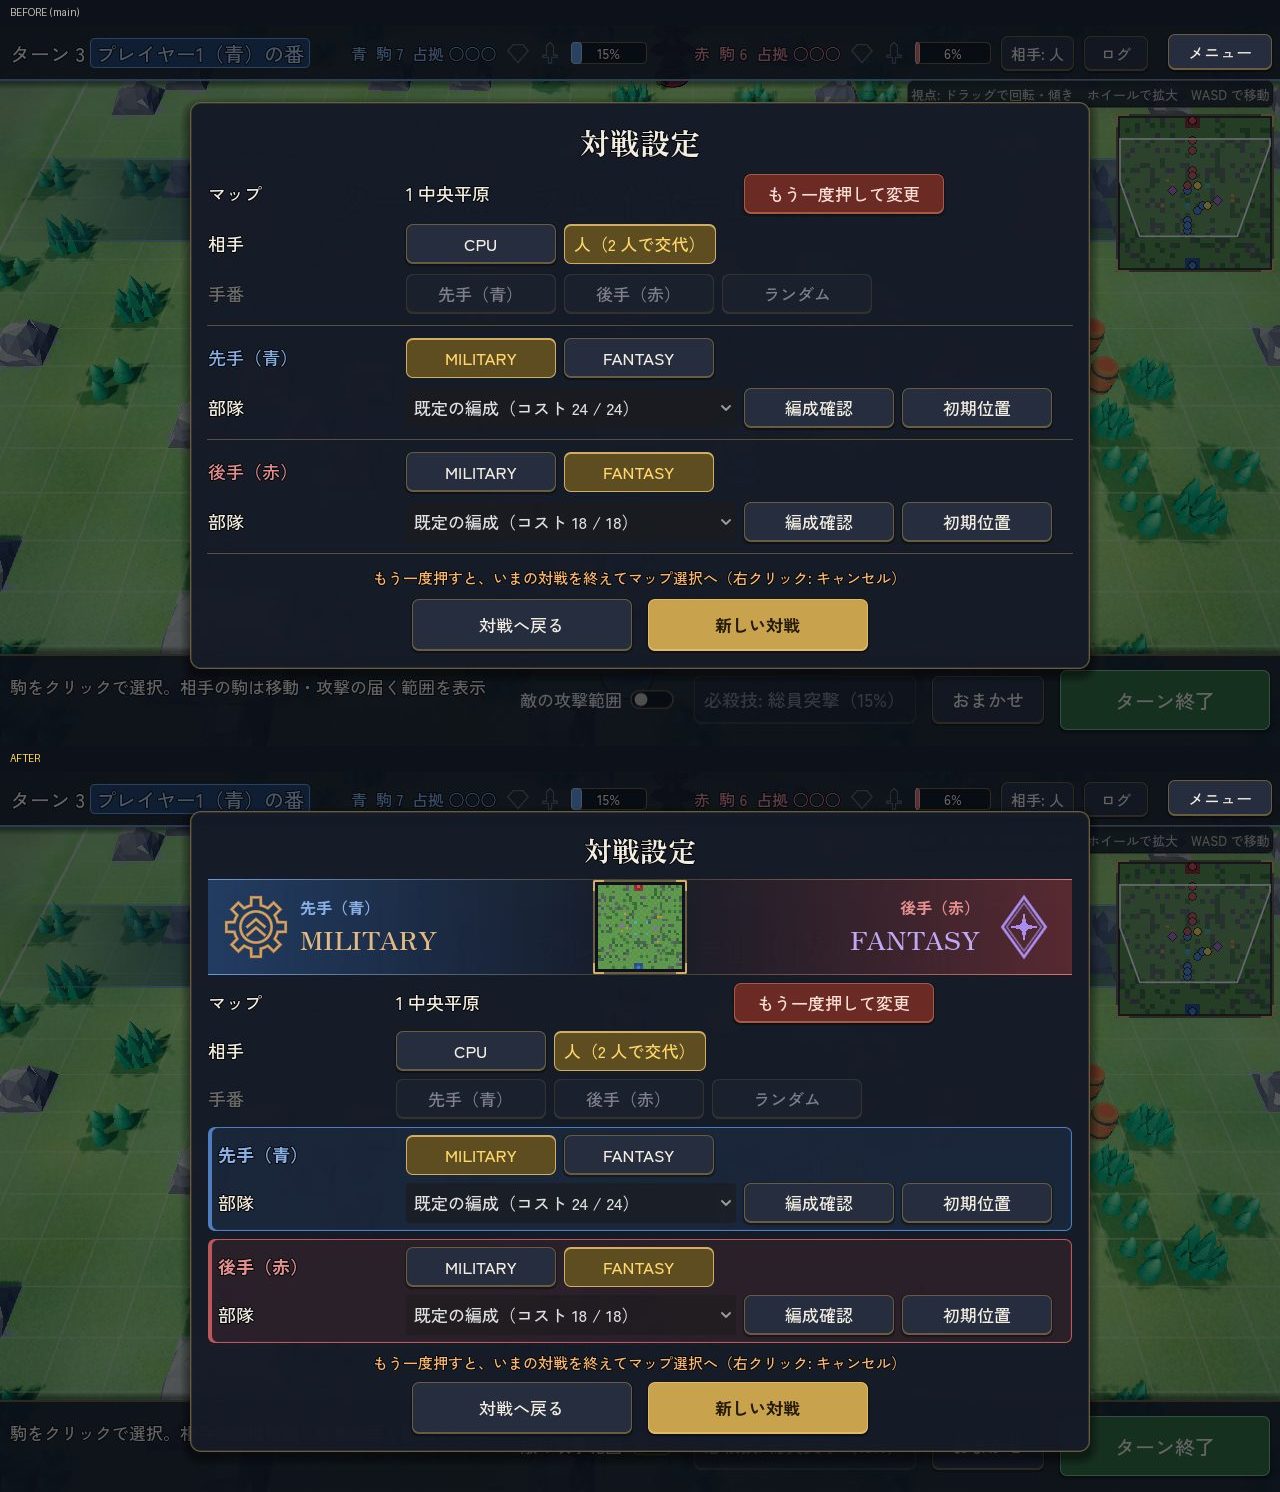 BEFORE (main)
ターン 3 プレイヤー1（青）の番 青 駒 7 占拠 〇〇〇 15% 赤 駒 6 占拠 〇〇〇 6% 相手: 人 ログ メニュー
視点: ドラッグで回転・傾き ホイールで拡大 WASD で移動
対戦設定
マップ 1 中央平原 もう一度押して変更
相手 CPU 人（2 人で交代）
手番 先手（青） 後手（赤） ランダム
先手（青） MILITARY FANTASY
部隊 既定の編成（コスト 24 / 24） 編成確認 初期位置
後手（赤） MILITARY FANTASY
部隊 既定の編成（コスト 18 / 18） 編成確認 初期位置
もう一度押すと、いまの対戦を終えてマップ選択へ（右クリック: キャンセル）
対戦へ戻る 新しい対戦
駒をクリックで選択。相手の駒は移動・攻撃の届く範囲を表示 敵の攻撃範囲 必殺技: 総員突撃（15%） おまかせ ターン終了
AFTER
ターン 3 プレイヤー1（青）の番 青 駒 7 占拠 〇〇〇 15% 赤 駒 6 占拠 〇〇〇 6% 相手: 人 ログ メニュー
ホイールで拡大 WASD で移動
対戦設定
先手（青） 後手（赤）
MILITARY FANTASY
マップ 1 中央平原 もう一度押して変更
相手 CPU 人（2 人で交代）
手番 先手（青） 後手（赤） ランダム
先手（青） MILITARY FANTASY
部隊 既定の編成（コスト 24 / 24） 編成確認 初期位置
後手（赤） MILITARY FANTASY
部隊 既定の編成（コスト 18 / 18） 編成確認 初期位置
もう一度押すと、いまの対戦を終えてマップ選択へ（右クリック: キャンセル）
対戦へ戻る 新しい対戦
駒をクリックで選択。 ターン終了